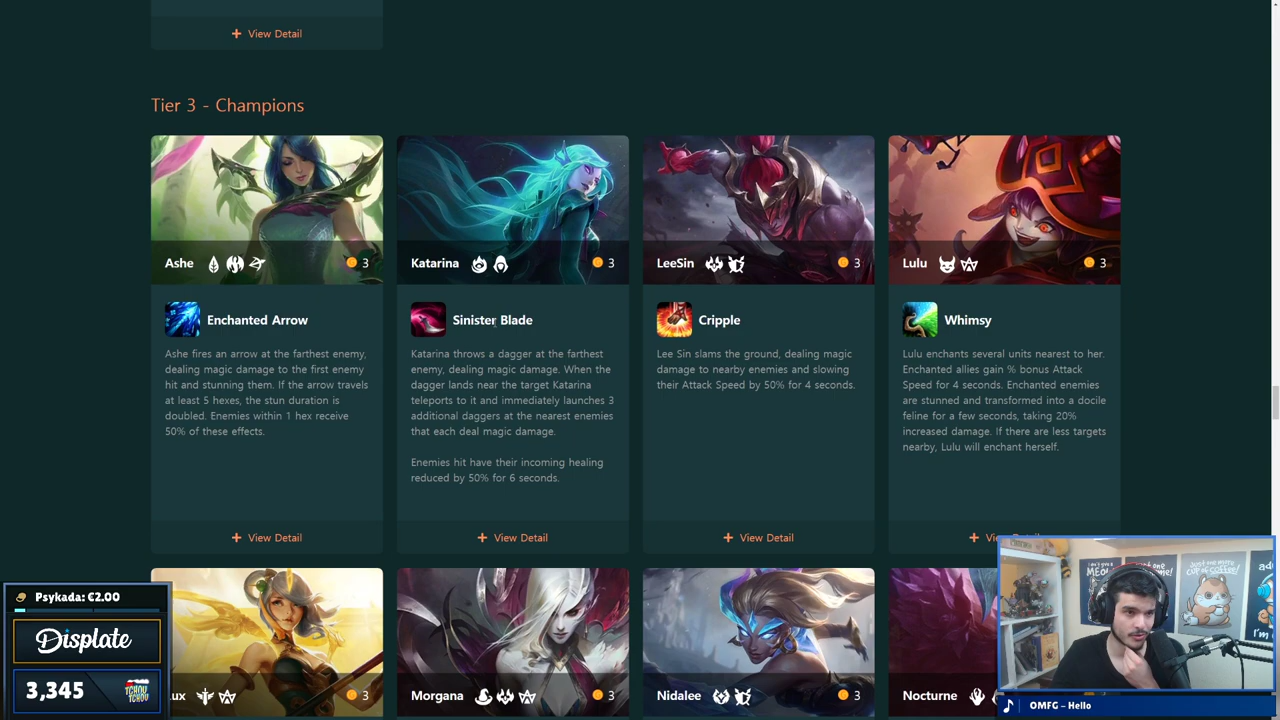 + View Detail
Tier 3 - Champions
Ashe 3
Katarina 3
LeeSin 3
Lulu 3
Enchanted Arrow
Ashe fires an arrow at the farthest enemy,
dealing magic damage to the first enemy
hit and stunning them. If the arrow travels
at least 5 hexes, the stun duration is
doubled. Enemies within 1 hex receive
50% of these effects.
+ View Detail
Sinister Blade
Katarina throws a dagger at the farthest
enemy, dealing magic damage. When the
dagger lands near the target Katarina
teleports to it and immediately launches 3
additional daggers at the nearest enemies
that each deal magic damage.
Enemies hit have their incoming healing
reduced by 50% for 6 seconds.
+ View Detail
Cripple
Lee Sin slams the ground, dealing magic
damage to nearby enemies and slowing
their Attack Speed by 50% for 4 seconds.
+ View Detail
Whimsy
Lulu enchants several units nearest to her.
Enchanted allies gain % bonus Attack
Speed for 4 seconds. Enchanted enemies
are stunned and transformed into a docile
feline for a few seconds, taking 20%
increased damage. If there are less targets
nearby, Lulu will enchant herself.
ux 3
Morgana 3
Nidalee 3
Nocturne
Psykada: €2.00
Displate
3,345
TCHOU
TCHOU
OMFG – Hello